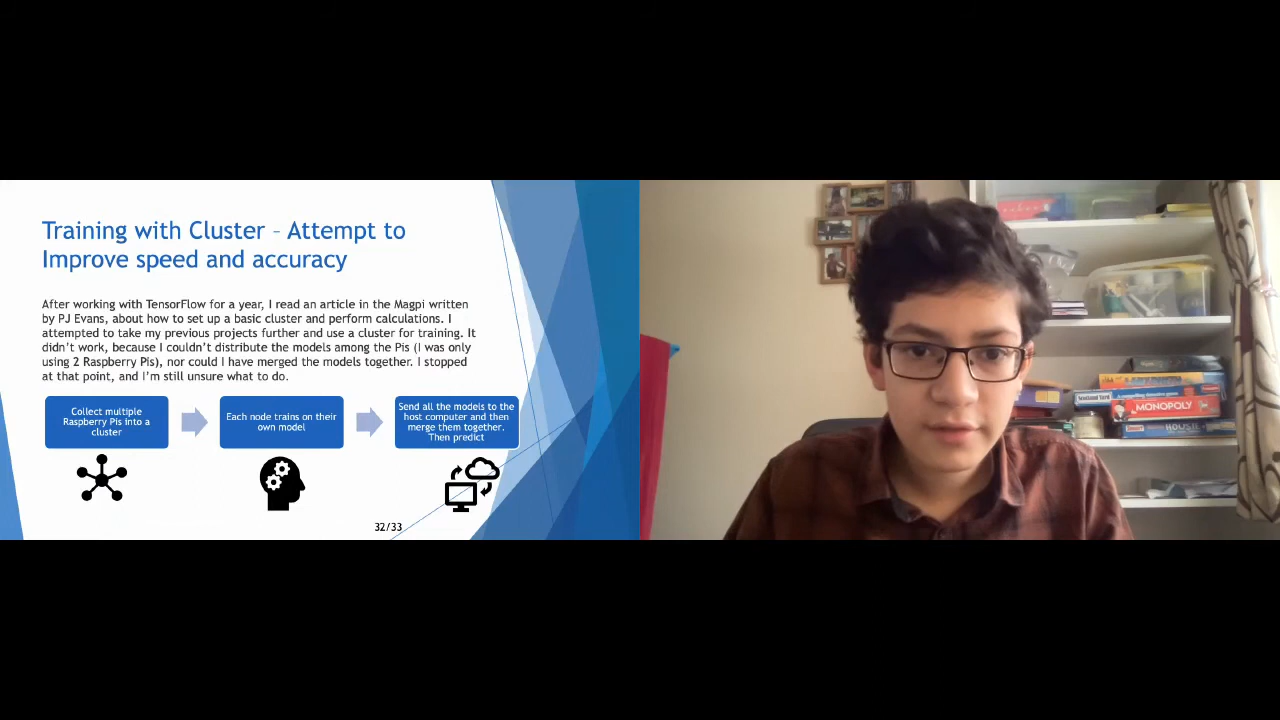 Training with Cluster – Attempt to
Improve speed and accuracy
After working with TensorFlow for a year, I read an article in the Magpi written
by PJ Evans, about how to set up a basic cluster and perform calculations. I
attempted to take my previous projects further and use a cluster for training. It
didn't work, because I couldn't distribute the models among the Pis (I was only
using 2 Raspberry Pis), nor could I have merged the models together. I stopped
at that point, and I'm still unsure what to do.
Collect multiple
Raspberry Pis into a
cluster
Each node trains on their
own model
Send all the models to the
host computer and then
merge them together.
Then predict
32/33
Scotland Yard
MONOPOLY
HOUSIE